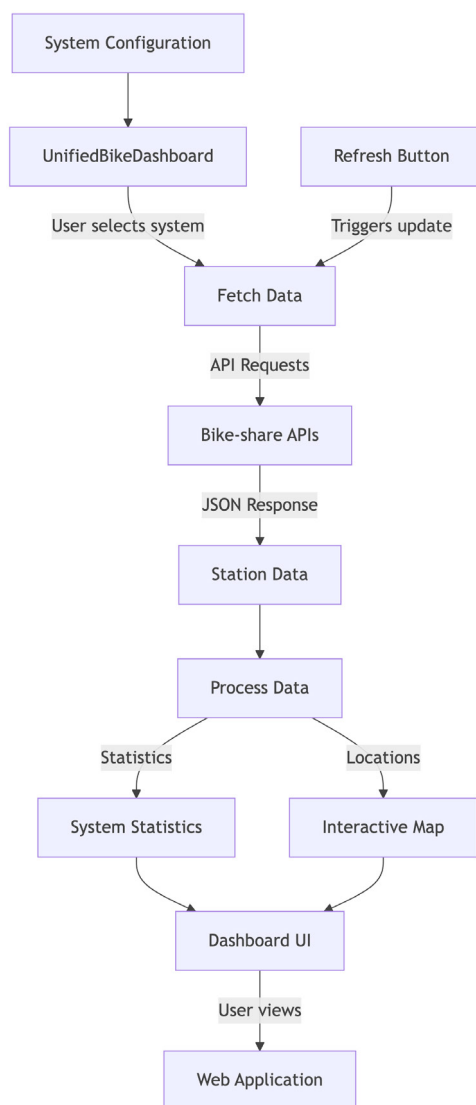 System Configuration
UnifiedBikeDashboard
Refresh Button
User selects system
Triggers update
Fetch Data
API Requests
Bike-share APIs
JSON Response
Station Data
Process Data
Statistics
Locations
System Statistics
Interactive Map
Dashboard UI
User views
Web Application